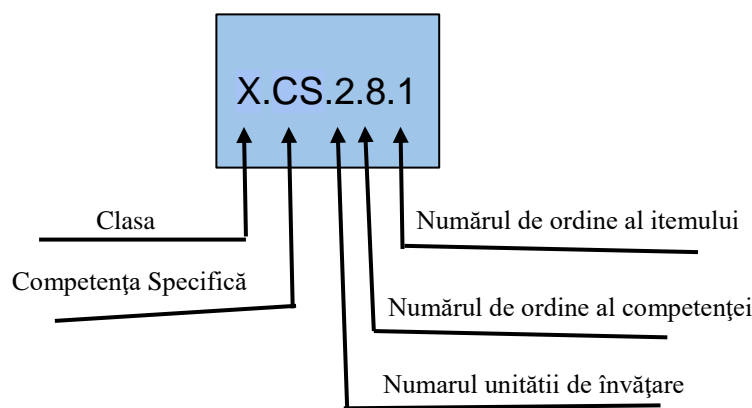 X.CS.2.8.1
Clasa
Numărul de ordine al itemului
Competenţa Specifică
Numărul de ordine al competenţei
Numarul unitătii de învăţare